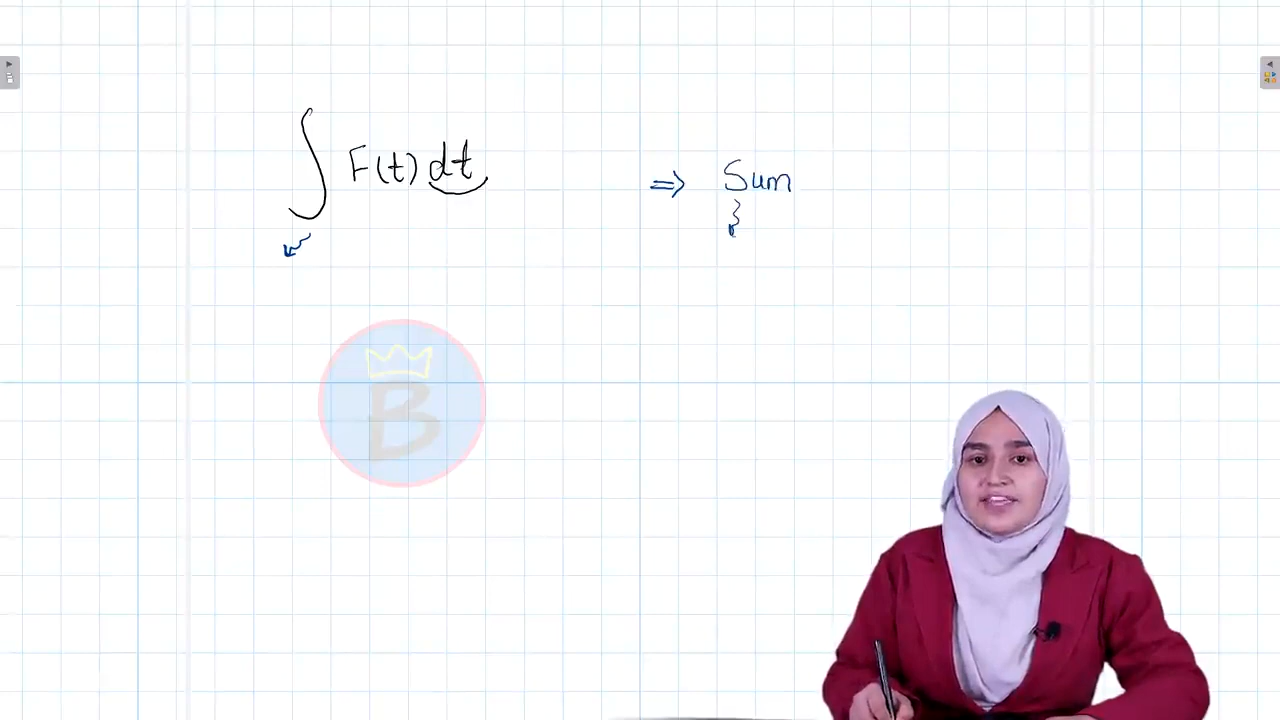 ∫ F(t) dt
⇒ Sum
B